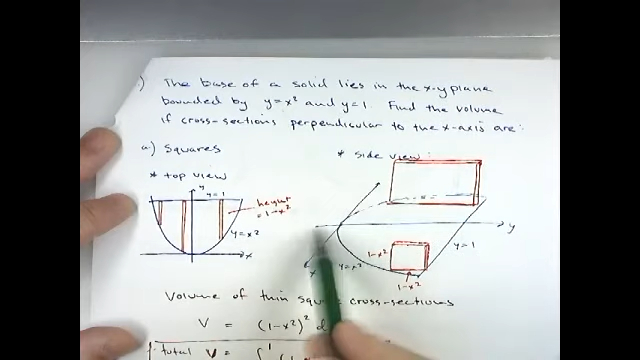 ) The base of a solid lies in the x-y plane
bounded by y=x² and y=1. Find the volume
if cross-sections perpendicular to the x-axis are:
a) Squares
* top view
* side view:
y
y=1
height
= 1-x²
y=x²
x
y
y=1
1-x²
x
y=x²
1-x²
Volume of thin square cross-sections
V = (1-x²)² d
total V = ∫ ¹ (1-